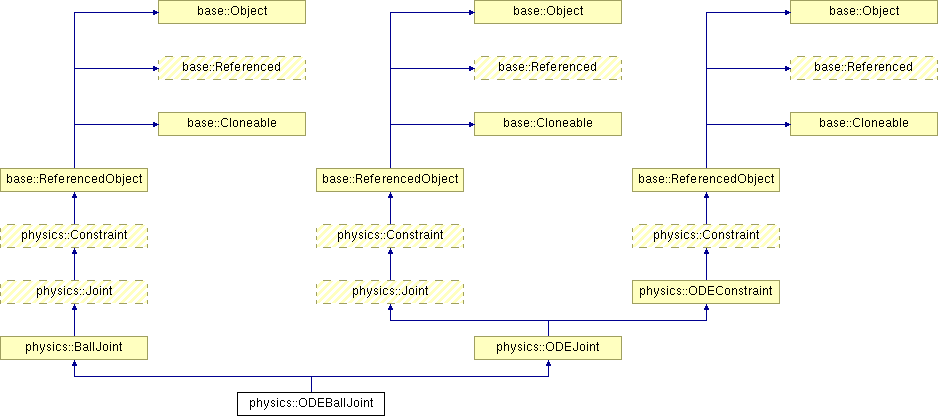 base::Object
base::Object
base::Object
base::Referenced
base::Referenced
base::Referenced
base::Cloneable
base::Cloneable
base::Cloneable
base::ReferencedObject
base::ReferencedObject
base::ReferencedObject
physics::Constraint
physics::Constraint
physics::Constraint
physics::Joint
physics::Joint
physics::ODEConstraint
physics::BallJoint
physics::ODEJoint
physics::ODEBallJoint